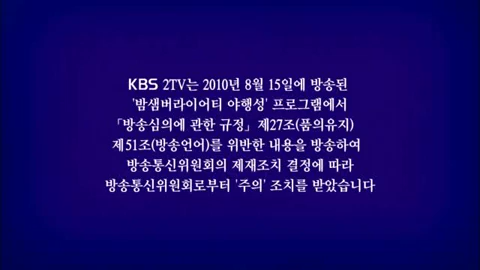 KBS 2TV는 2010년 8월 15일에 방송된
'밤샘버라이어티 야행성' 프로그램에서
「방송심의에 관한 규정」 제27조(품의유지)
제51조(방송언어)를 위반한 내용을 방송하여
방송통신위원회의 제재조치 결정에 따라
방송통신위원회로부터 '주의' 조치를 받았습니다